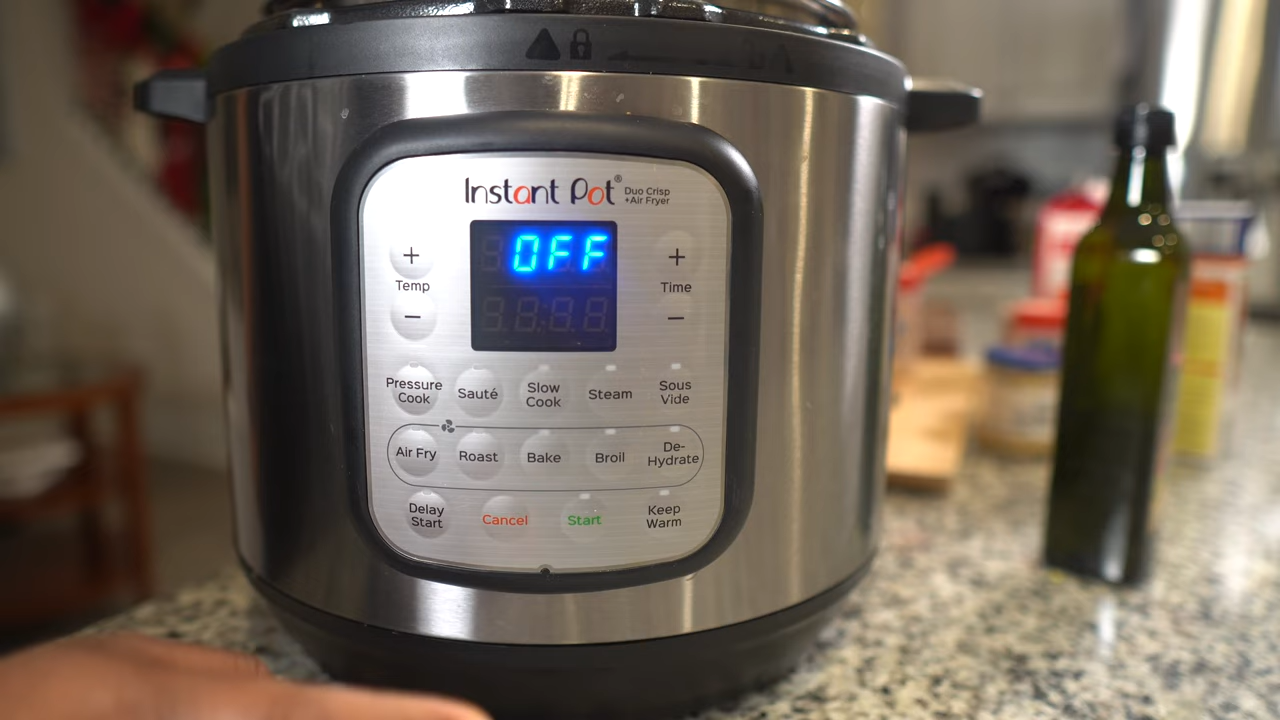 Instant Pot®
Duo Crisp
+Air Fryer
OFF
+
+
Temp
Time
−
−
Pressure
Cook
Sauté
Slow
Cook
Steam
Sous
Vide
Air Fry
Roast
Bake
Broil
De-
Hydrate
Delay
Start
Cancel
Start
Keep
Warm